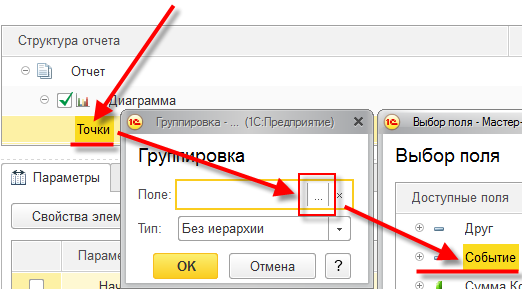 Структура отчета
Отчет
Диаграмма
Точки
Группировка - ... (1С:Предприятие)
Группировка
Поле:
...
×
Тип: Без иерархии
ОК
Отмена
?
Выбор поля - Мастер-
Выбор поля
Доступные поля
Друг
Событие
Сумма Ко
Параметры
Свойства элем
Параме
Нач